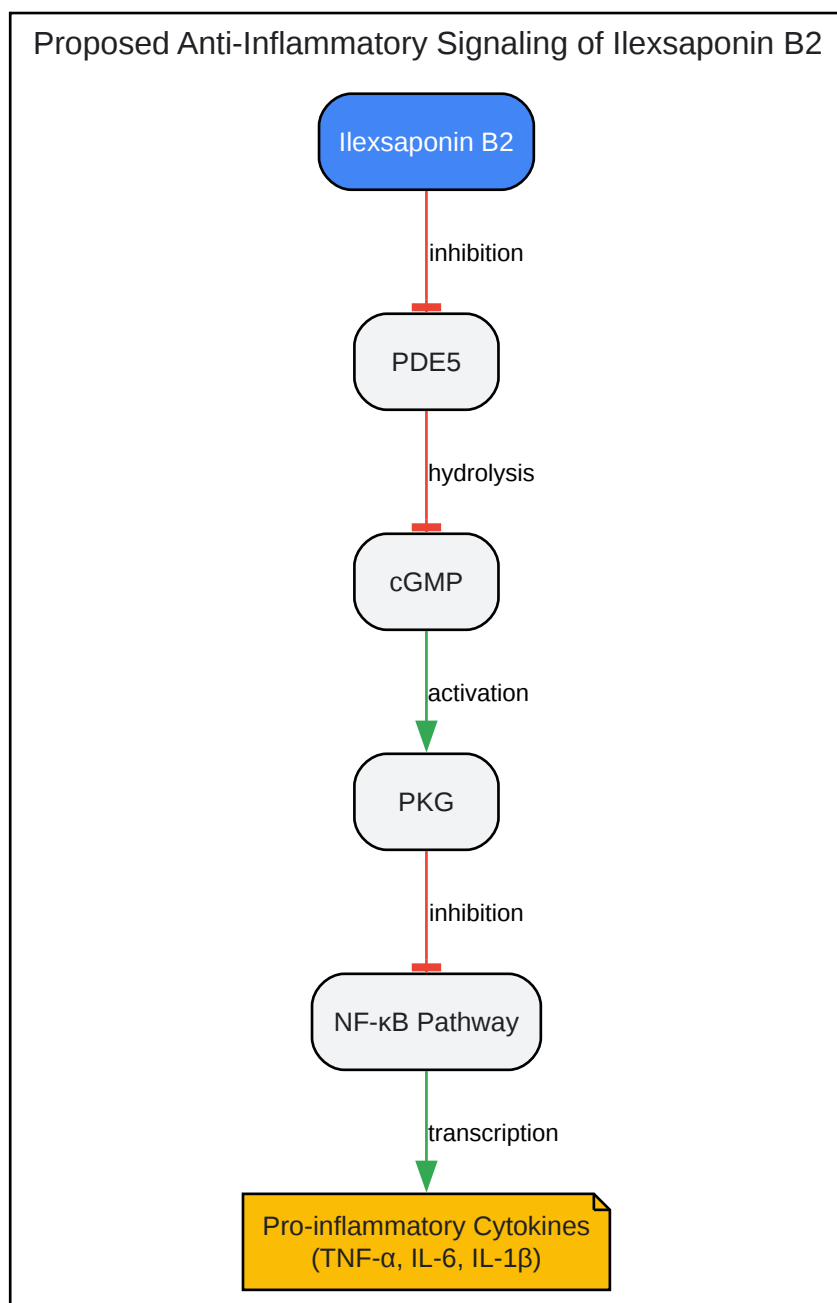 Proposed Anti-Inflammatory Signaling of Ilexsaponin B2
Ilexsaponin B2
inhibition
PDE5
hydrolysis
cGMP
activation
PKG
inhibition
NF-κB Pathway
transcription
Pro-inflammatory Cytokines
(TNF-α, IL-6, IL-1β)